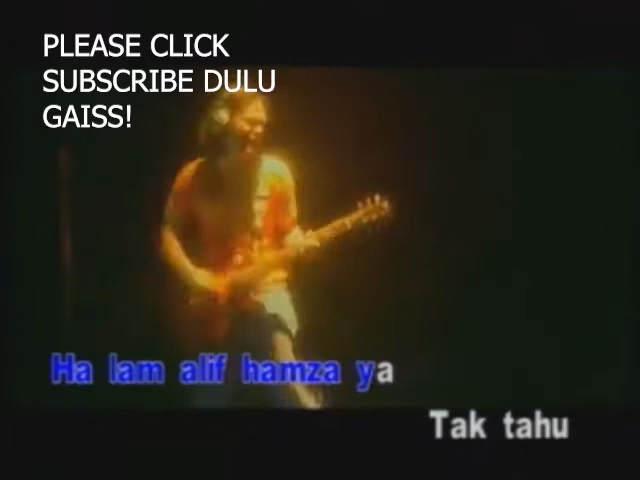 PLEASE CLICK
SUBSCRIBE DULU
GAISS!
Ha lam alif hamza ya
Tak tahu